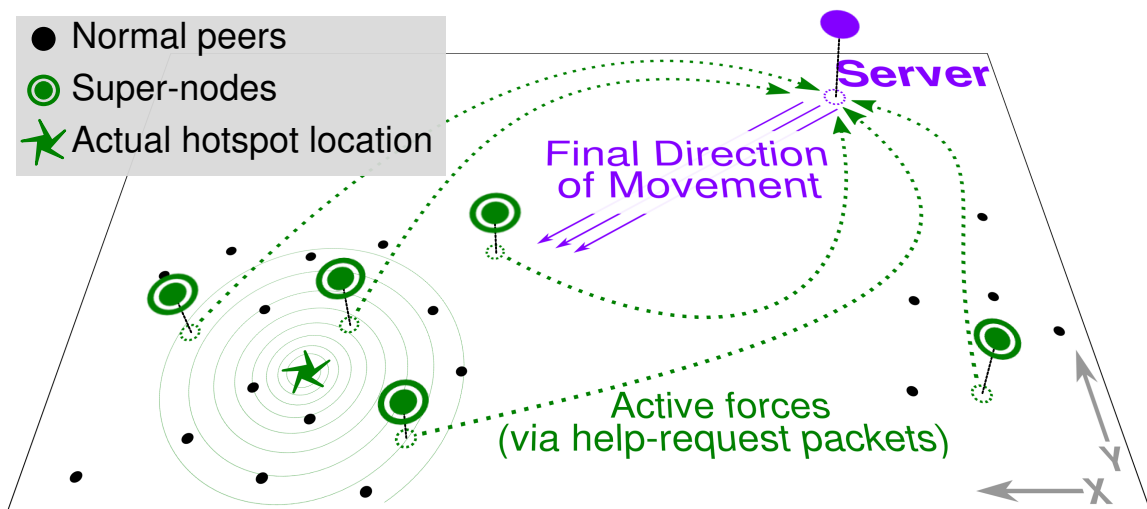 Normal peers
Super-nodes
Actual hotspot location
Server
Final Direction
of Movement
Active forces
(via help-request packets)
Y
X